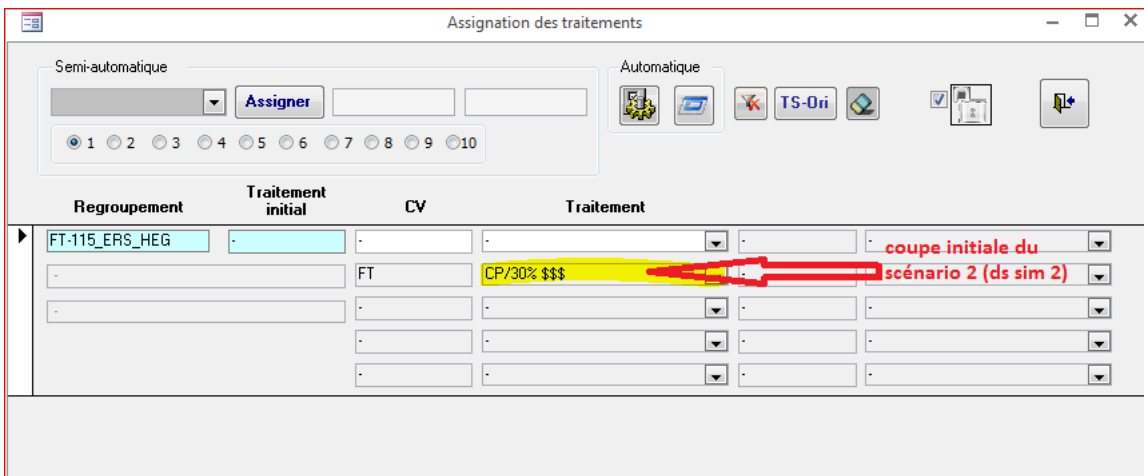 Assignation des traitements
Semi-automatique
Automatique
Assigner
TS-Ori
1 2 3 4 5 6 7 8 9 10
Regroupement
Traitement initial
CV
Traitement
FT-115_ERS_HEG - - - - -
- FT CP/30% $$$ -
coupe initiale du
scénario 2 (ds sim 2)
- - - - -
- - - -
- - - -